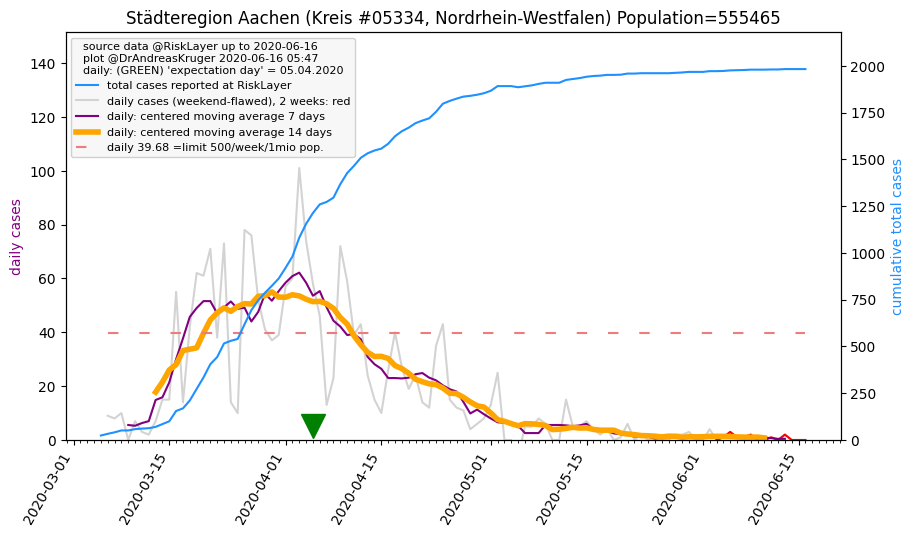 Städteregion Aachen (Kreis #05334, Nordrhein-Westfalen) Population=555465
source data @RiskLayer up to 2020-06-16
plot @DrAndreasKruger 2020-06-16 05:47
daily: (GREEN) 'expectation day' = 05.04.2020
total cases reported at RiskLayer
daily cases (weekend-flawed), 2 weeks: red
daily: centered moving average 7 days
daily: centered moving average 14 days
daily 39.68 =limit 500/week/1mio pop.
daily cases
140
120
100
80
60
40
20
0
cumulative total cases
2000
1750
1500
1250
1000
750
500
250
0
2020-03-01
2020-03-15
2020-04-01
2020-04-15
2020-05-01
2020-05-15
2020-06-01
2020-06-15